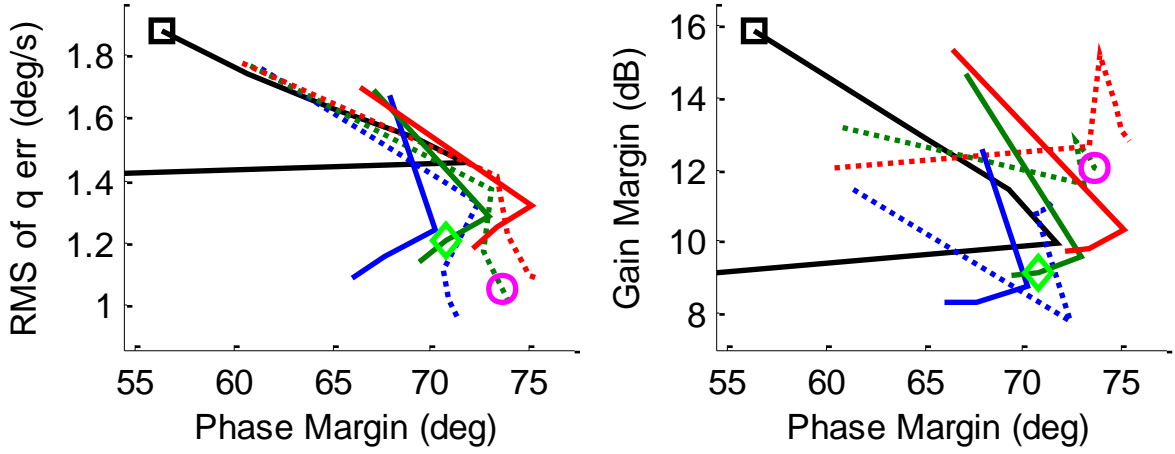 RMS of q err (deg/s)
1.8
1.6
1.4
1.2
1
55 60 65 70 75
Phase Margin (deg)
Gain Margin (dB)
16
14
12
10
8
55 60 65 70 75
Phase Margin (deg)